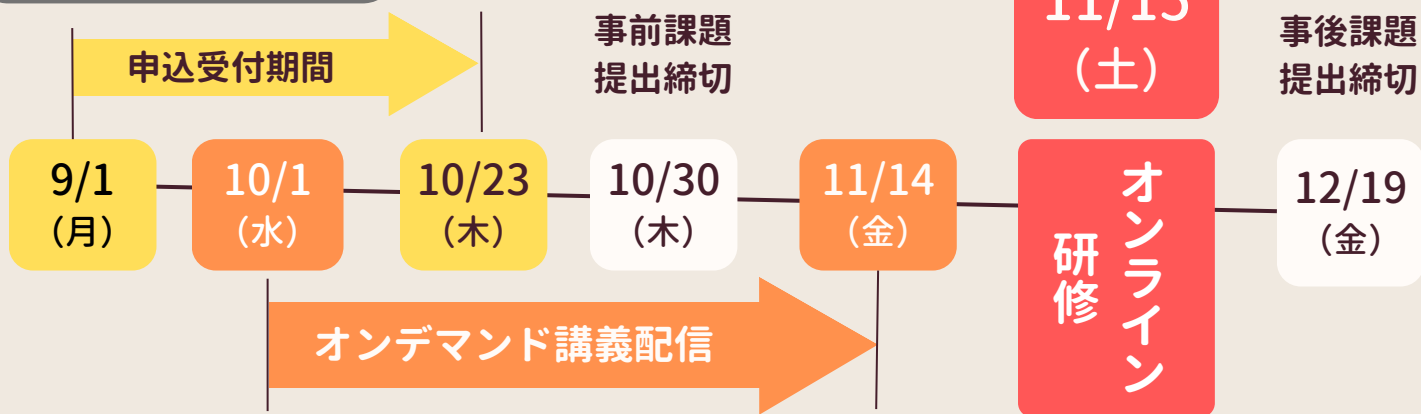 申込受付期間
事前課題
提出締切
11/15
（土）
事後課題
提出締切
9/1
（月）
10/1
（水）
10/23
（木）
10/30
（木）
11/14
（金）
オンライン
研修
12/19
（金）
オンデマンド講義配信